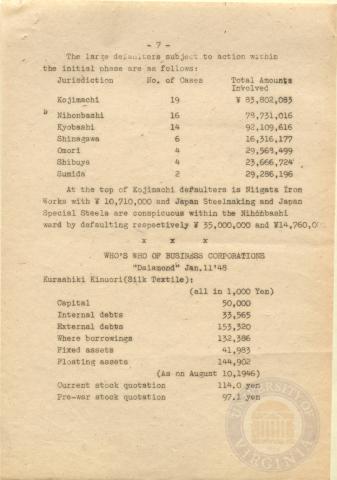 - 7 -
The large defaulters subject to action within
the initial phase are as follows:
Jurisdiction No. of Cases Total Amounts
Involved
Kojimachi 19 ¥ 83,802,083
Nihonbashi 16 78,731,016
Kyobashi 14 92,109,616
Shinagawa 6 16,316,177
Omori 4 29,563,499
Shibuya 4 23,666,724
Sumida 2 29,286,196
At the top of Kojimachi defaulters is Niigata Iron
Works with ¥ 10,710,000 and Japan Steelmaking and Japan
Special Steels are conspicuous within the Nihonbashi
ward by defaulting respectively ¥ 35,000,000 and ¥14,760,000
x x x
WHO'S WHO OF BUSINESS CORPORATIONS
"Daiamond" Jan.11'48
Kurashiki Kinuori(Silk Textile):
(all in 1,000 Yen)
Capital 50,000
Internal debts 33,565
External debts 153,320
Where borrowings 132,386
Fixed assets 41,983
Floating assets 144,902
(As on August 10,1946)
Current stock quotation 114.0 yen
Pre-war stock quotation 97.1 yen
UNIVERSITY OF
VIRGINIA